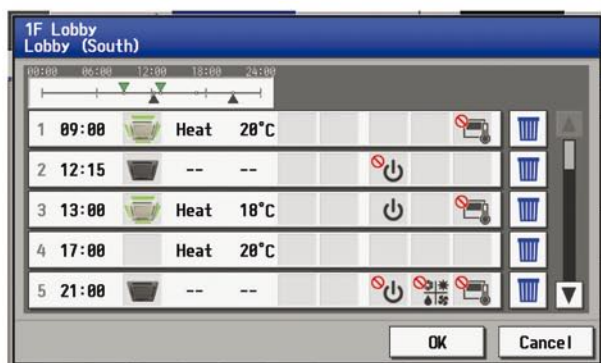 1F Lobby
Lobby (South)
00:00 06:00 12:00 18:00 24:00
1 09:00 Heat 20°C
2 12:15 -- --
3 13:00 Heat 18°C
4 17:00 Heat 20°C
5 21:00 -- --
OK Cancel